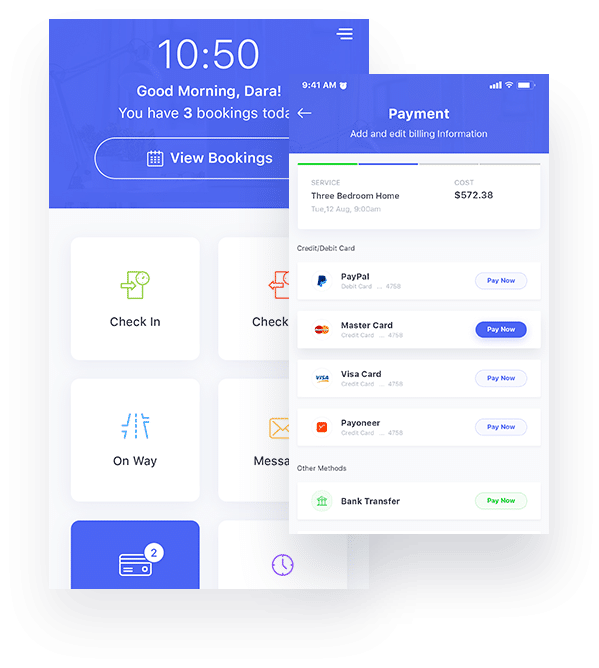 10:50
Good Morning, Dara!
You have 3 bookings toda
View Bookings
Check In
Check
On Way
Messa
2
9:41 AM
Payment
Add and edit billing Information
SERVICE
COST
Three Bedroom Home
$572.38
Tue,12 Aug, 9:00am
Credit/Debit Card
PayPal
Debit Card ... 4758
Pay Now
Master Card
Credit Card ... 4758
Pay Now
VISA
Visa Card
Credit Card ... 4758
Pay Now
Payoneer
Credit Card ... 4758
Pay Now
Other Methods
Bank Transfer
Pay Now